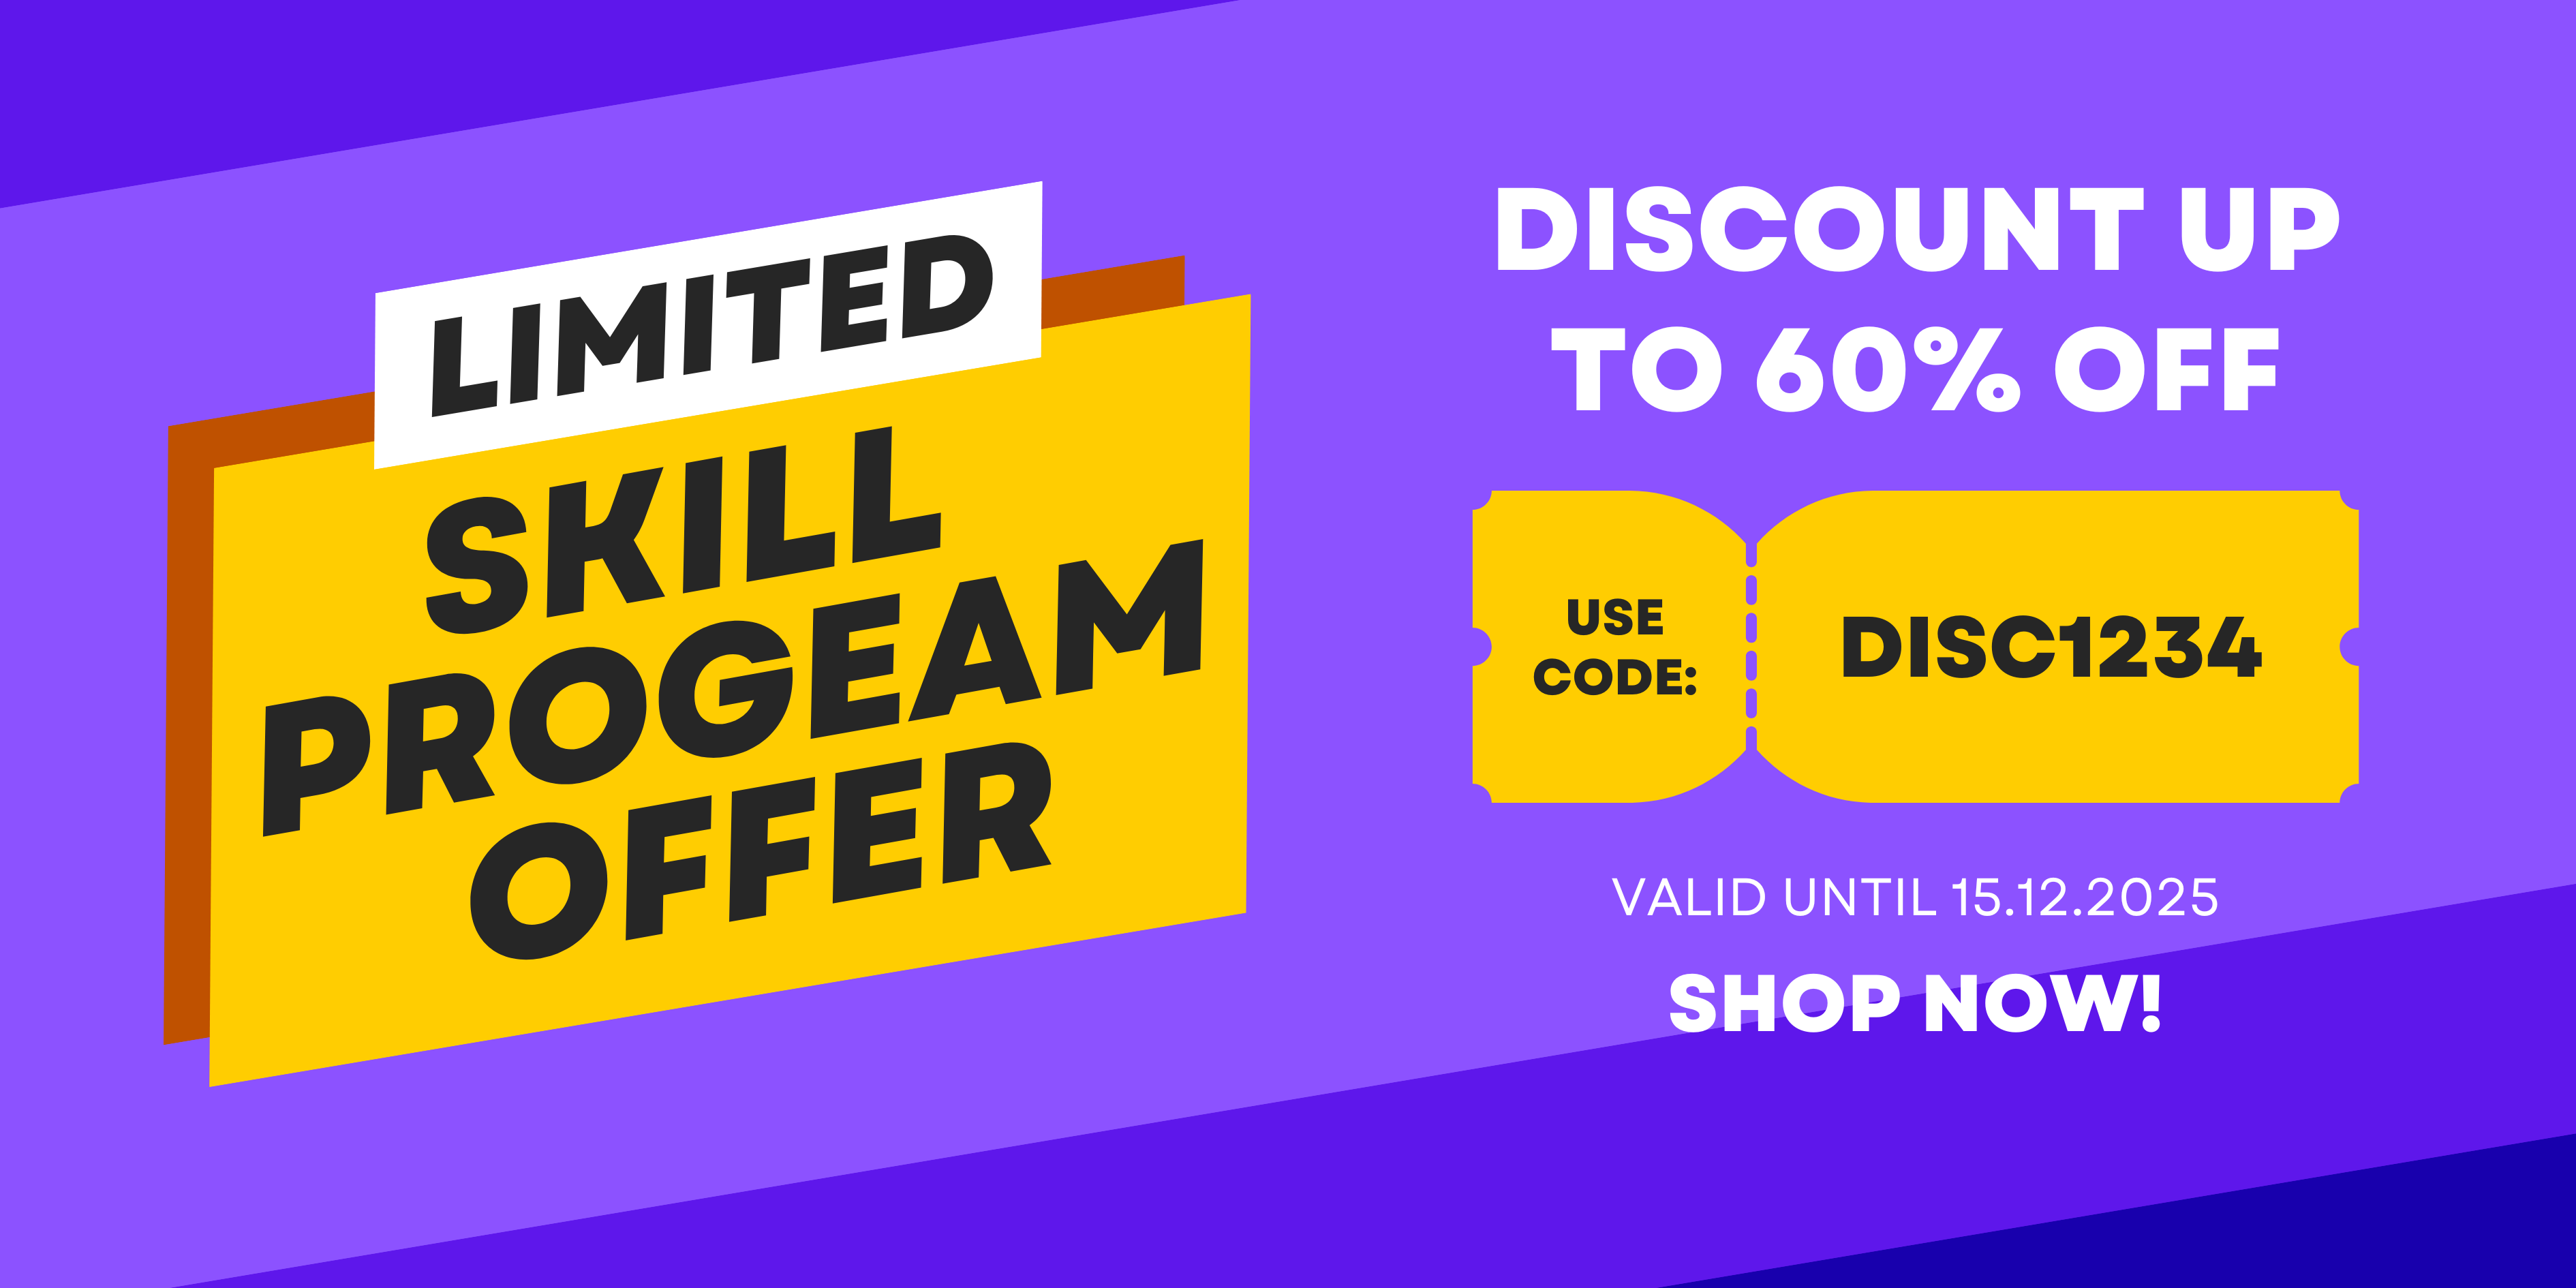 LIMITED
SKILL
PROGEAM
OFFER
DISCOUNT UP
TO 60% OFF
USE
CODE:
DISC1234
VALID UNTIL 15.12.2025
SHOP NOW!